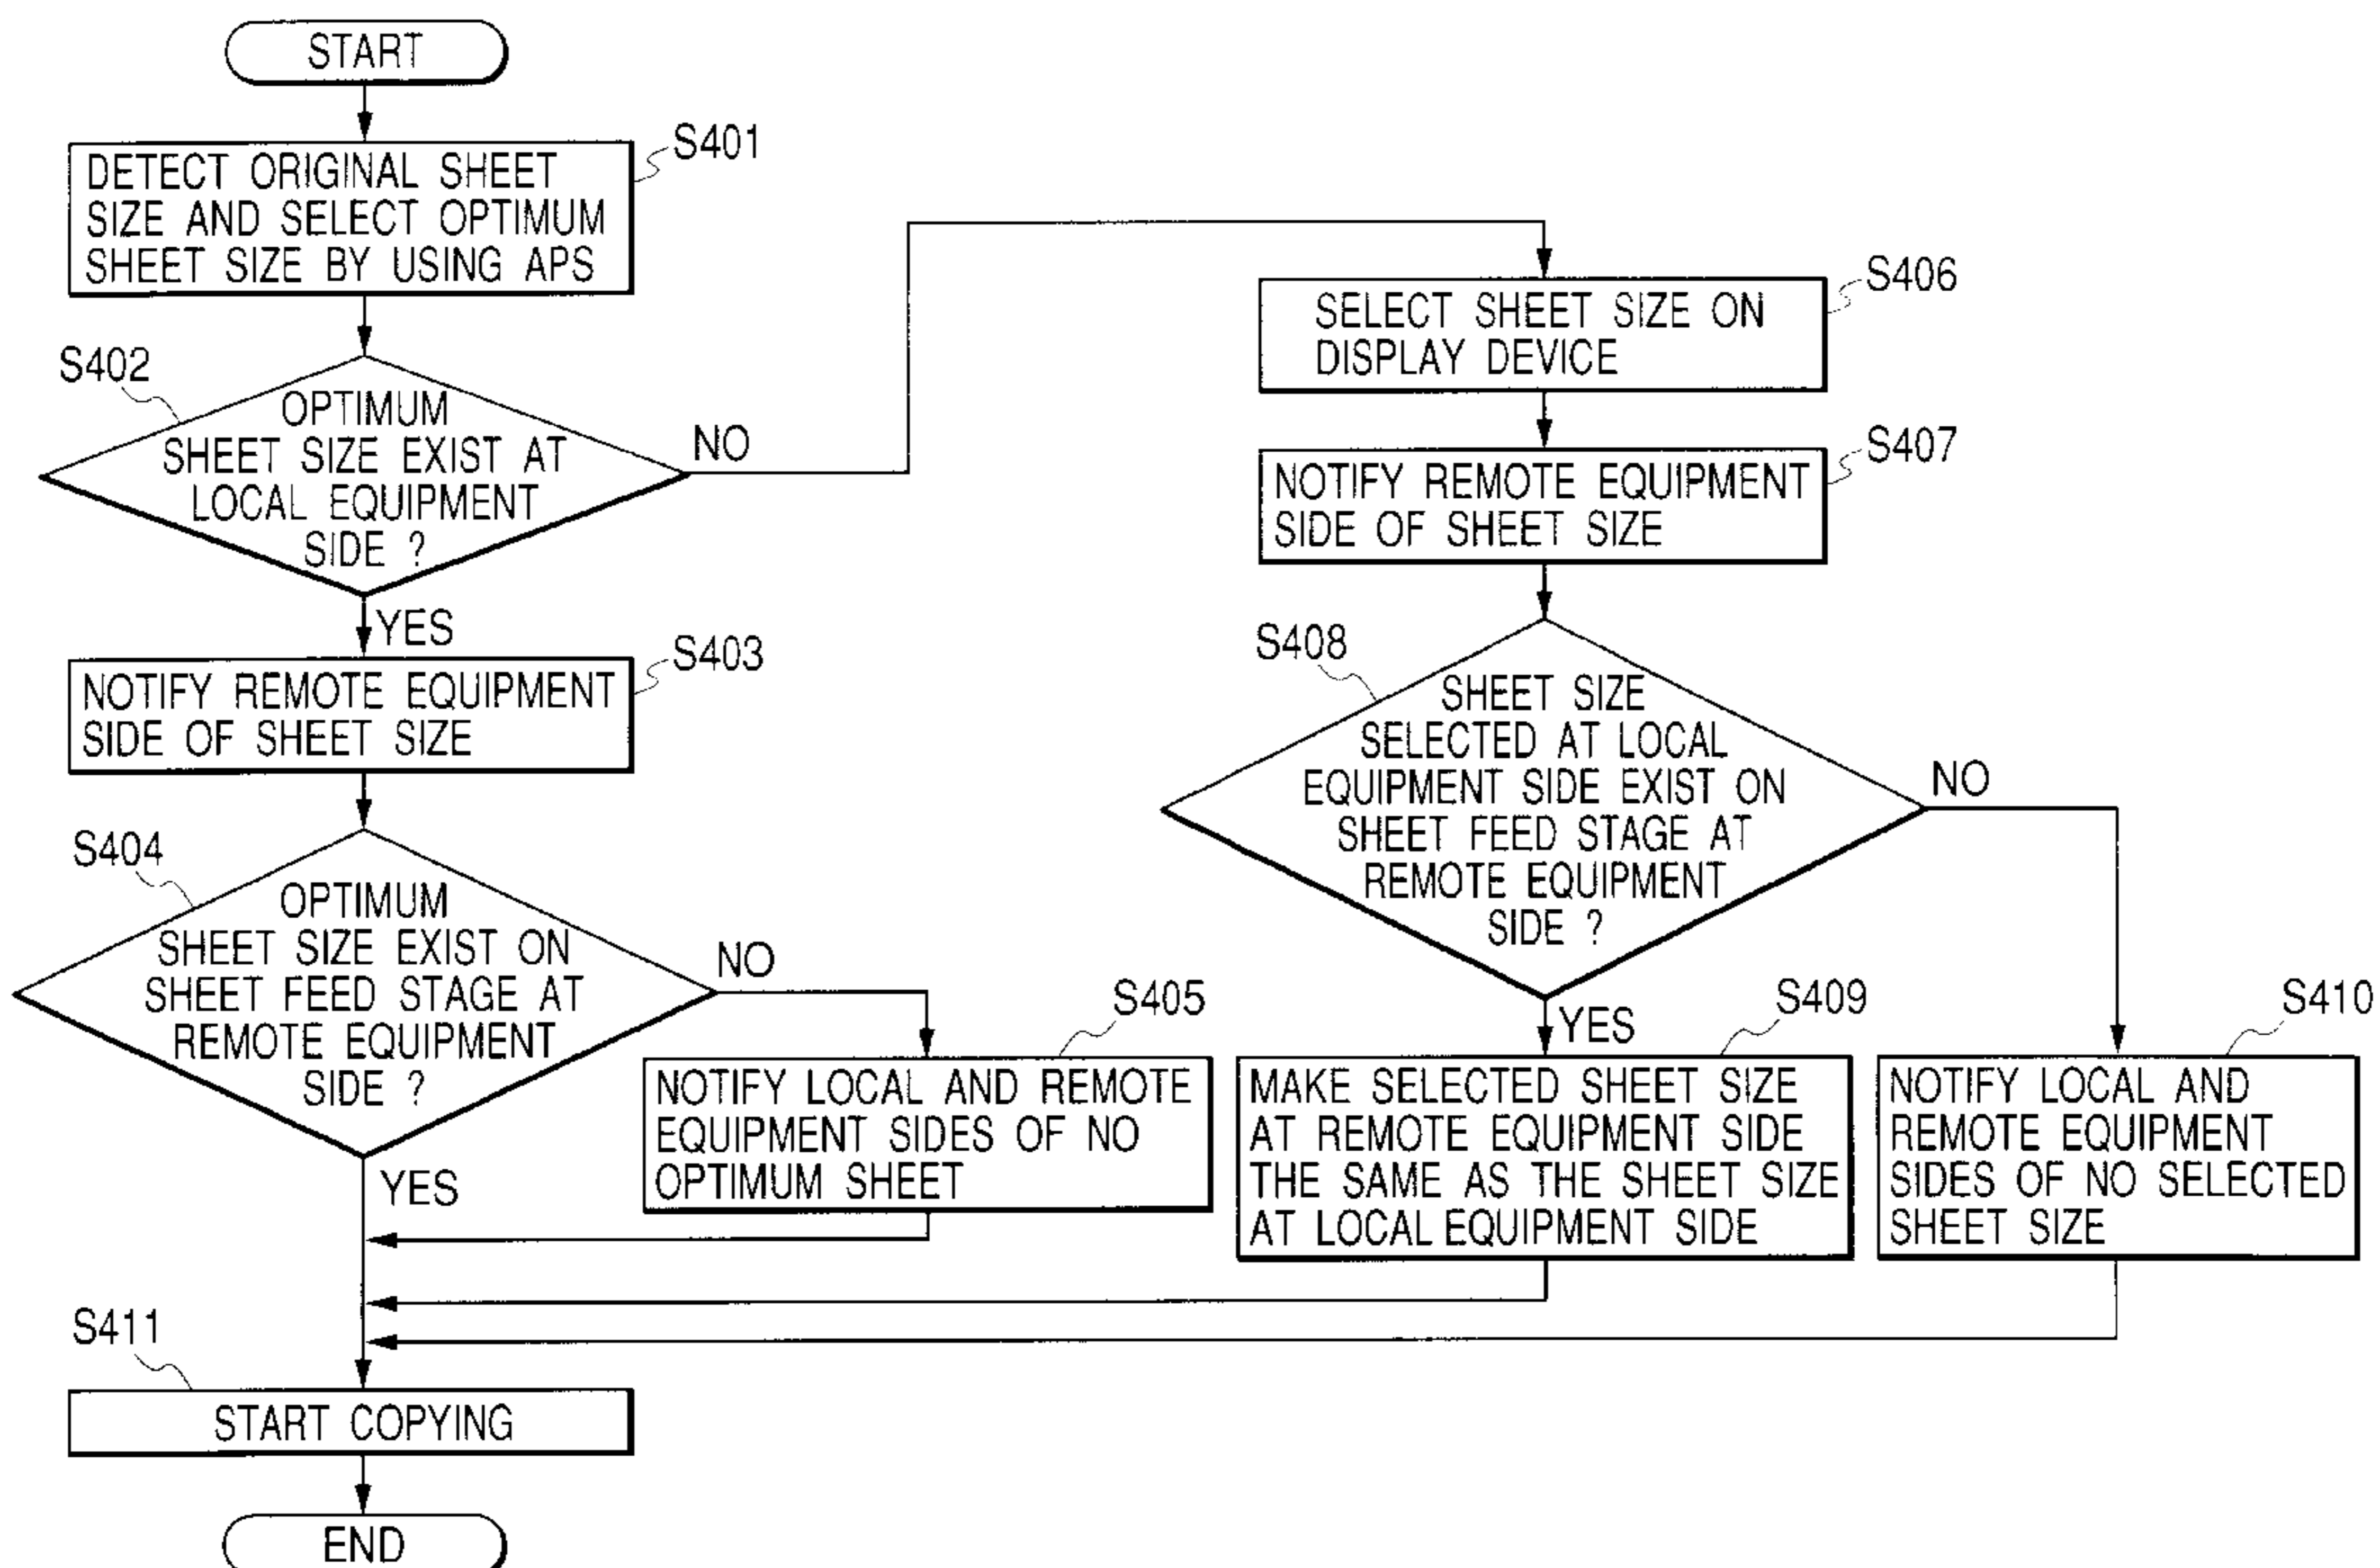 START
S401
DETECT ORIGINAL SHEET
SIZE AND SELECT OPTIMUM
SHEET SIZE BY USING APS
S402
OPTIMUM
SHEET SIZE EXIST AT
LOCAL EQUIPMENT
SIDE ?
NO
YES
S403
NOTIFY REMOTE EQUIPMENT
SIDE OF SHEET SIZE
S404
OPTIMUM
SHEET SIZE EXIST ON
SHEET FEED STAGE AT
REMOTE EQUIPMENT
SIDE ?
NO
YES
S405
NOTIFY LOCAL AND REMOTE
EQUIPMENT SIDES OF NO
OPTIMUM SHEET
S406
SELECT SHEET SIZE ON
DISPLAY DEVICE
S407
NOTIFY REMOTE EQUIPMENT
SIDE OF SHEET SIZE
S408
SHEET SIZE
SELECTED AT LOCAL
EQUIPMENT SIDE EXIST ON
SHEET FEED STAGE AT
REMOTE EQUIPMENT
SIDE ?
NO
YES
S409
MAKE SELECTED SHEET SIZE
AT REMOTE EQUIPMENT SIDE
THE SAME AS THE SHEET SIZE
AT LOCAL EQUIPMENT SIDE
S410
NOTIFY LOCAL AND
REMOTE EQUIPMENT
SIDES OF NO SELECTED
SHEET SIZE
S411
START COPYING
END